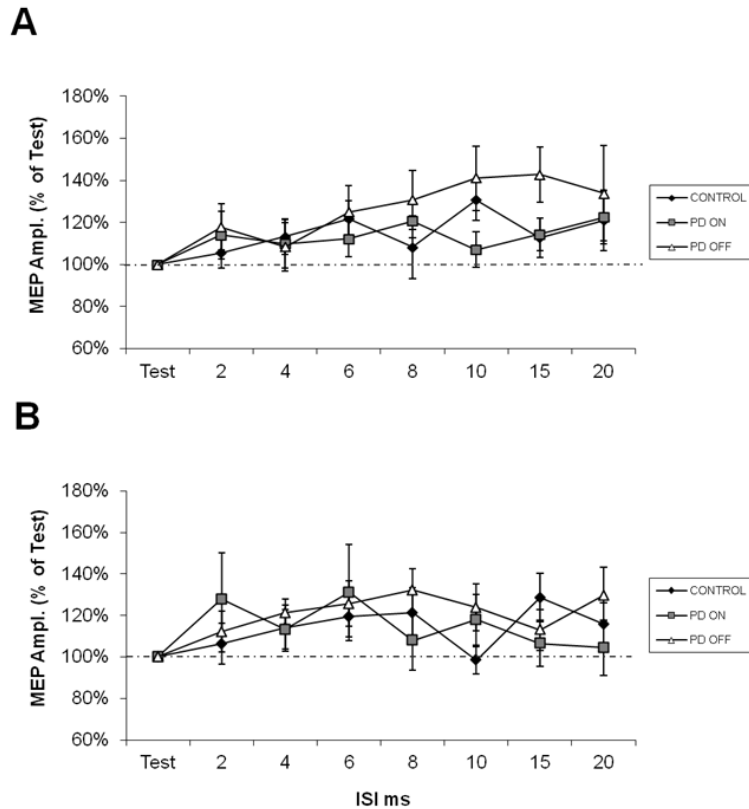 A
180%
160%
140%
120%
100%
80%
60%
MEP Ampl. (% of Test)
Test 2 4 6 8 10 15 20
CONTROL
PD ON
PD OFF
B
180%
160%
140%
120%
100%
80%
60%
MEP Ampl. (% of Test)
Test 2 4 6 8 10 15 20
ISI ms
CONTROL
PD ON
PD OFF